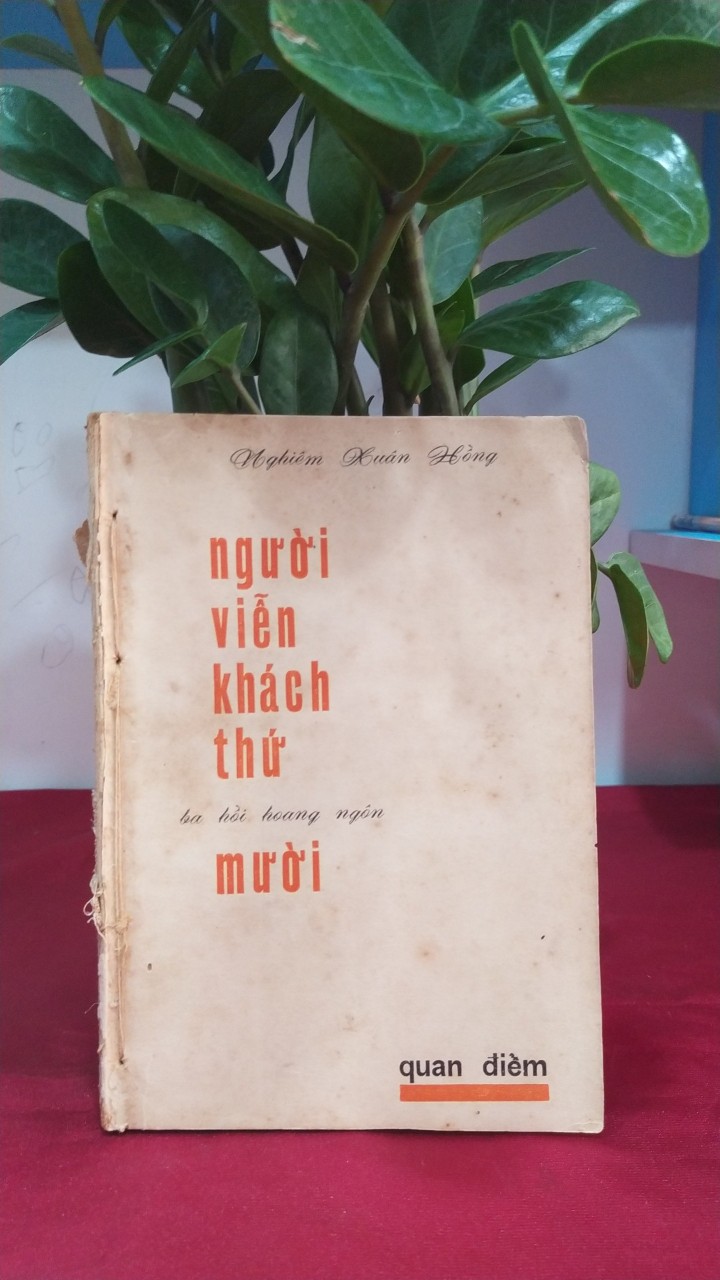 Nghiêm Xuân Hồng
người
viễn
khách
thứ
ba hồi hoang ngôn
mười
quan điểm